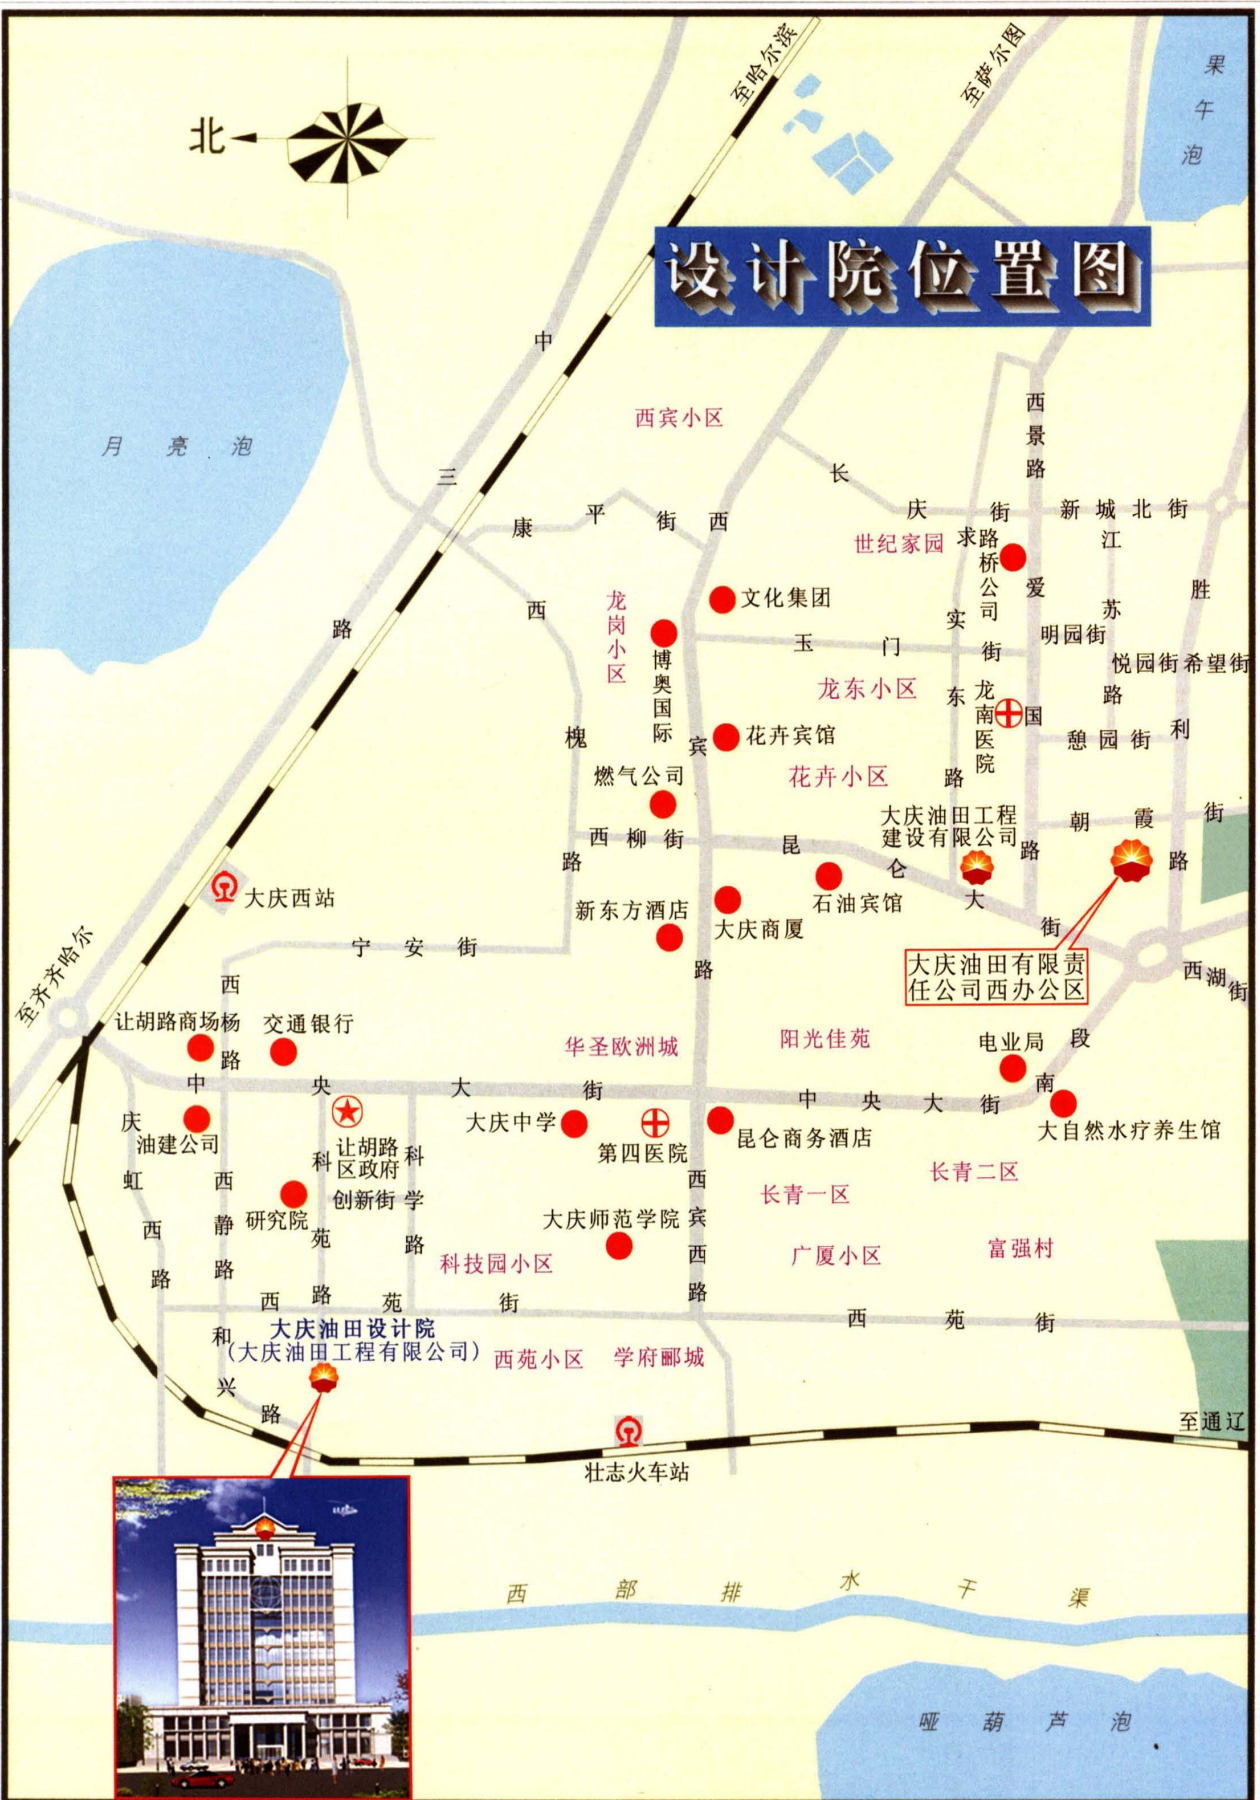 至哈尔滨
至萨尔图
果午泡
北
设计院位置图
中三路
月亮泡
西宾小区
西景路
长庆街
新城北街
康平街
西宾路
世纪家园
求实东路
路桥公司
江苏路
爱国路
胜利路
文化集团
龙岗小区
西槐路
博奥国际
玉门街
明园街
悦园街
希望街
龙东小区
龙南医院
憩园街
花卉宾馆
花卉小区
燃气公司
大庆油田工程
建设有限公司
朝霞街
西柳街
昆仑大街
石油宾馆
大庆西站
新东方酒店
大庆商厦
宁安街
大庆油田有限责
任公司西办公区
西湖街
至齐齐哈尔
西杨路
让胡路商场
交通银行
华圣欧洲城
阳光佳苑
电业局
南段
中央大街
中央大街
庆虹西路
油建公司
让胡路
区政府
大庆中学
第四医院
昆仑商务酒店
大自然水疗养生馆
科苑路
科学路
西静路
研究院
创新街
长青一区
长青二区
大庆师范学院
西宾西路
科技园小区
广厦小区
富强村
西苑街
西苑街
大庆油田设计院
(大庆油田工程有限公司)
和兴路
西苑小区
学府郦城
至通辽
壮志火车站
西部排水干渠
哑葫芦泡